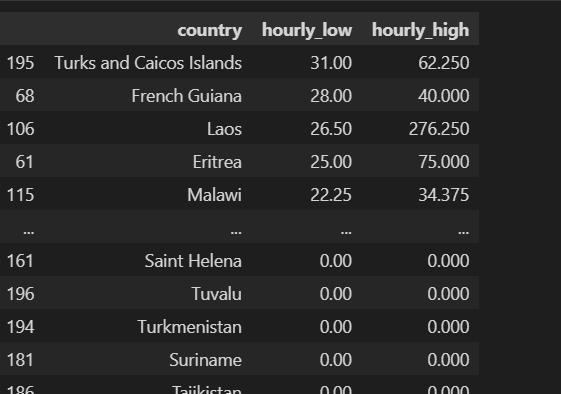 country hourly_low hourly_high
195 Turks and Caicos Islands 31.00 62.250
68 French Guiana 28.00 40.000
106 Laos 26.50 276.250
61 Eritrea 25.00 75.000
115 Malawi 22.25 34.375
... ... ... ...
161 Saint Helena 0.00 0.000
196 Tuvalu 0.00 0.000
194 Turkmenistan 0.00 0.000
181 Suriname 0.00 0.000
186 Tajikistan 0.00 0.000